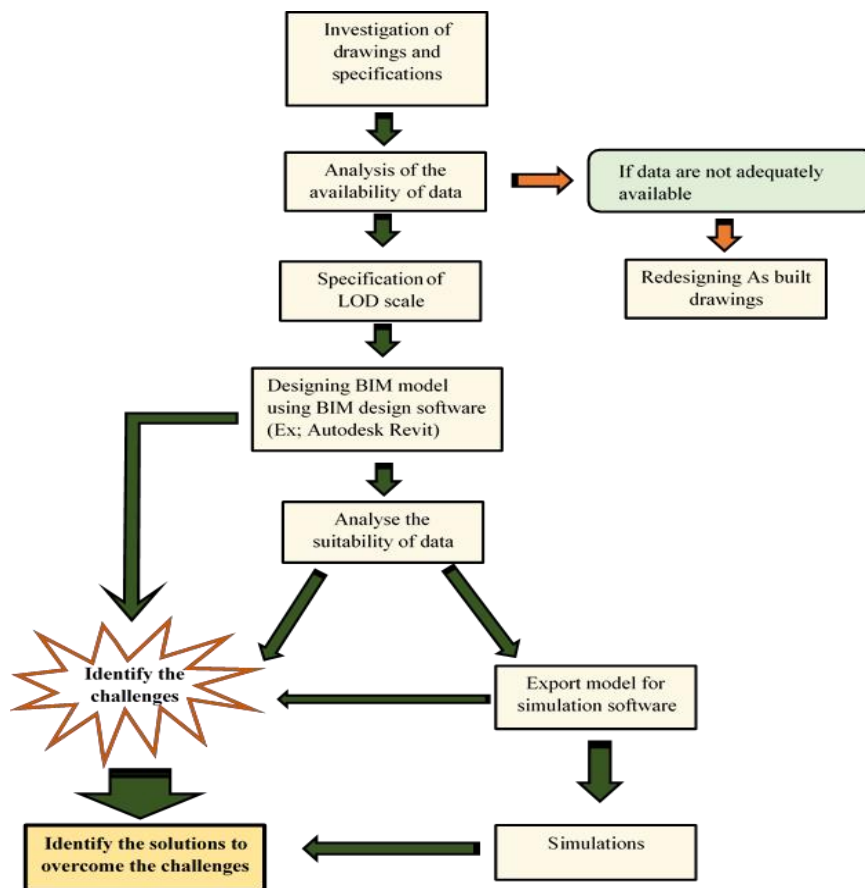 Investigation of
drawings and
specifications
Analysis of the
availability of data
If data are not adequately
available
Specification of
LOD scale
Redesigning As built
drawings
Designing BIM model
using BIM design software
(Ex; Autodesk Revit)
Analyse the
suitability of data
Identify the
challenges
Export model for
simulation software
Identify the solutions to
overcome the challenges
Simulations